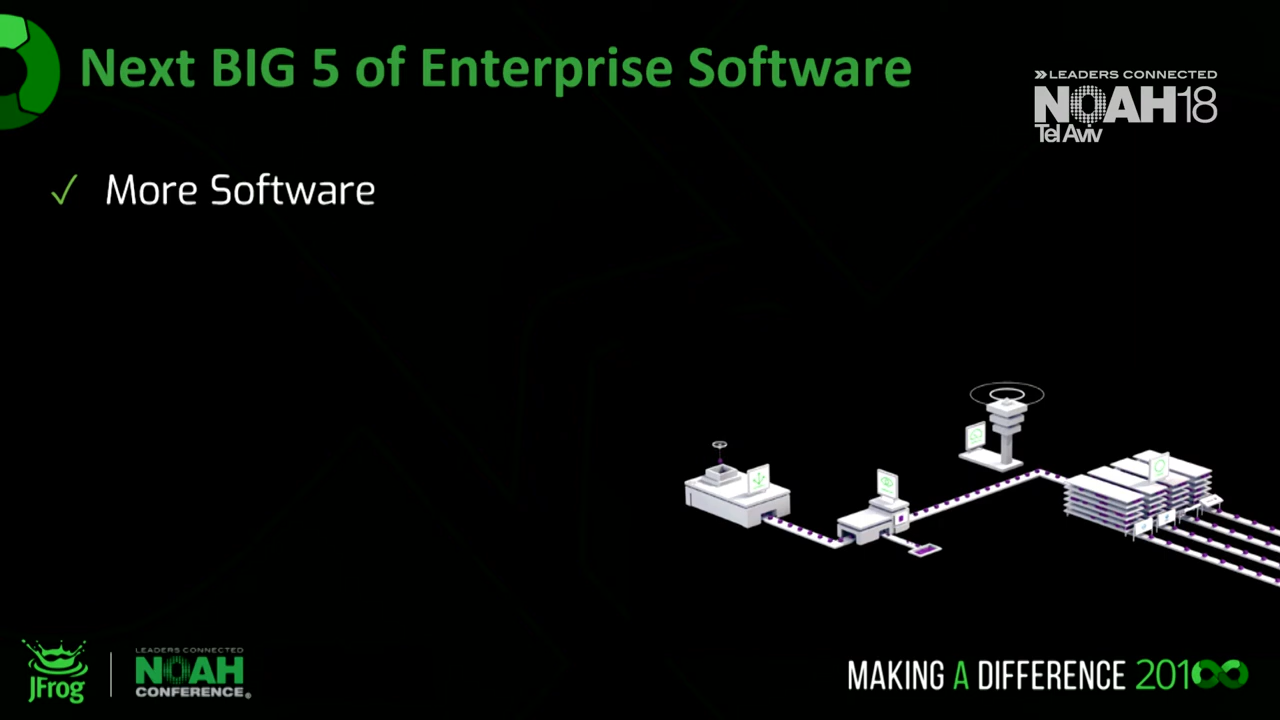 Next BIG 5 of Enterprise Software
LEADERS CONNECTED
NOAH18
Tel Aviv
✓ More Software
JFrog
LEADERS CONNECTED
NOAH
CONFERENCE®
MAKING A DIFFERENCE 2018